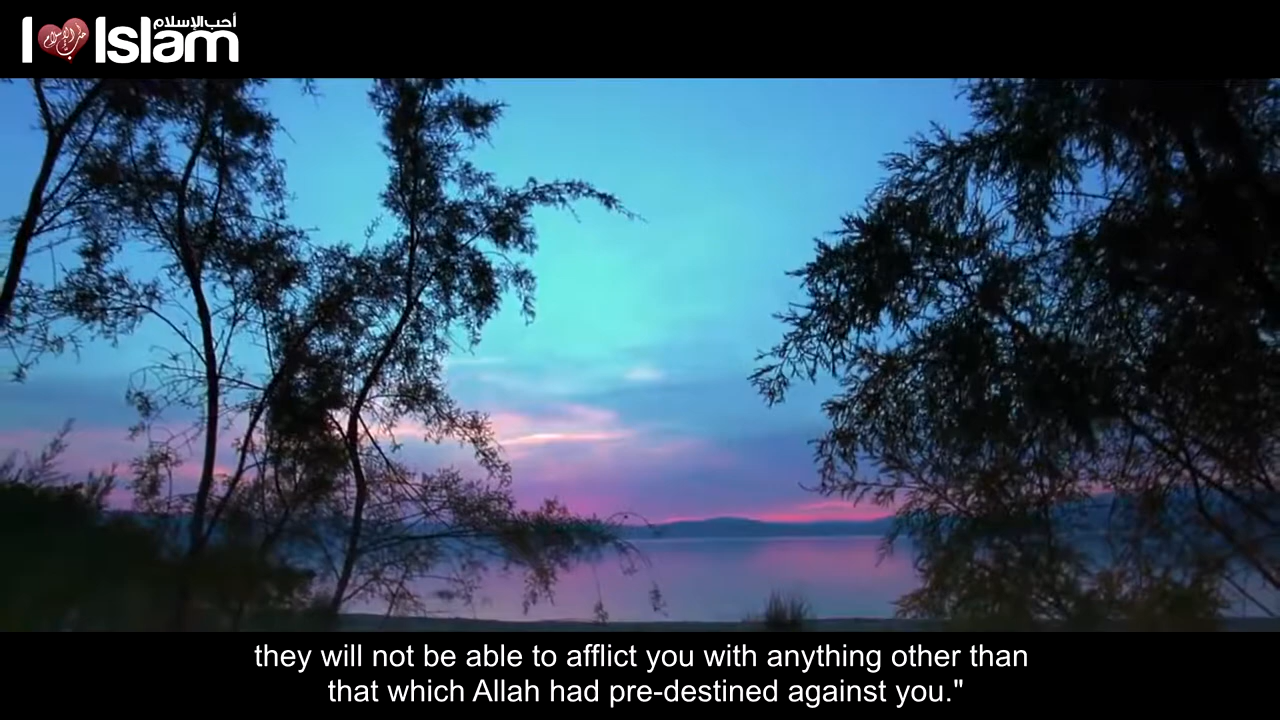 أحب الإسلام
I Islam
they will not be able to afflict you with anything other than
that which Allah had pre-destined against you."